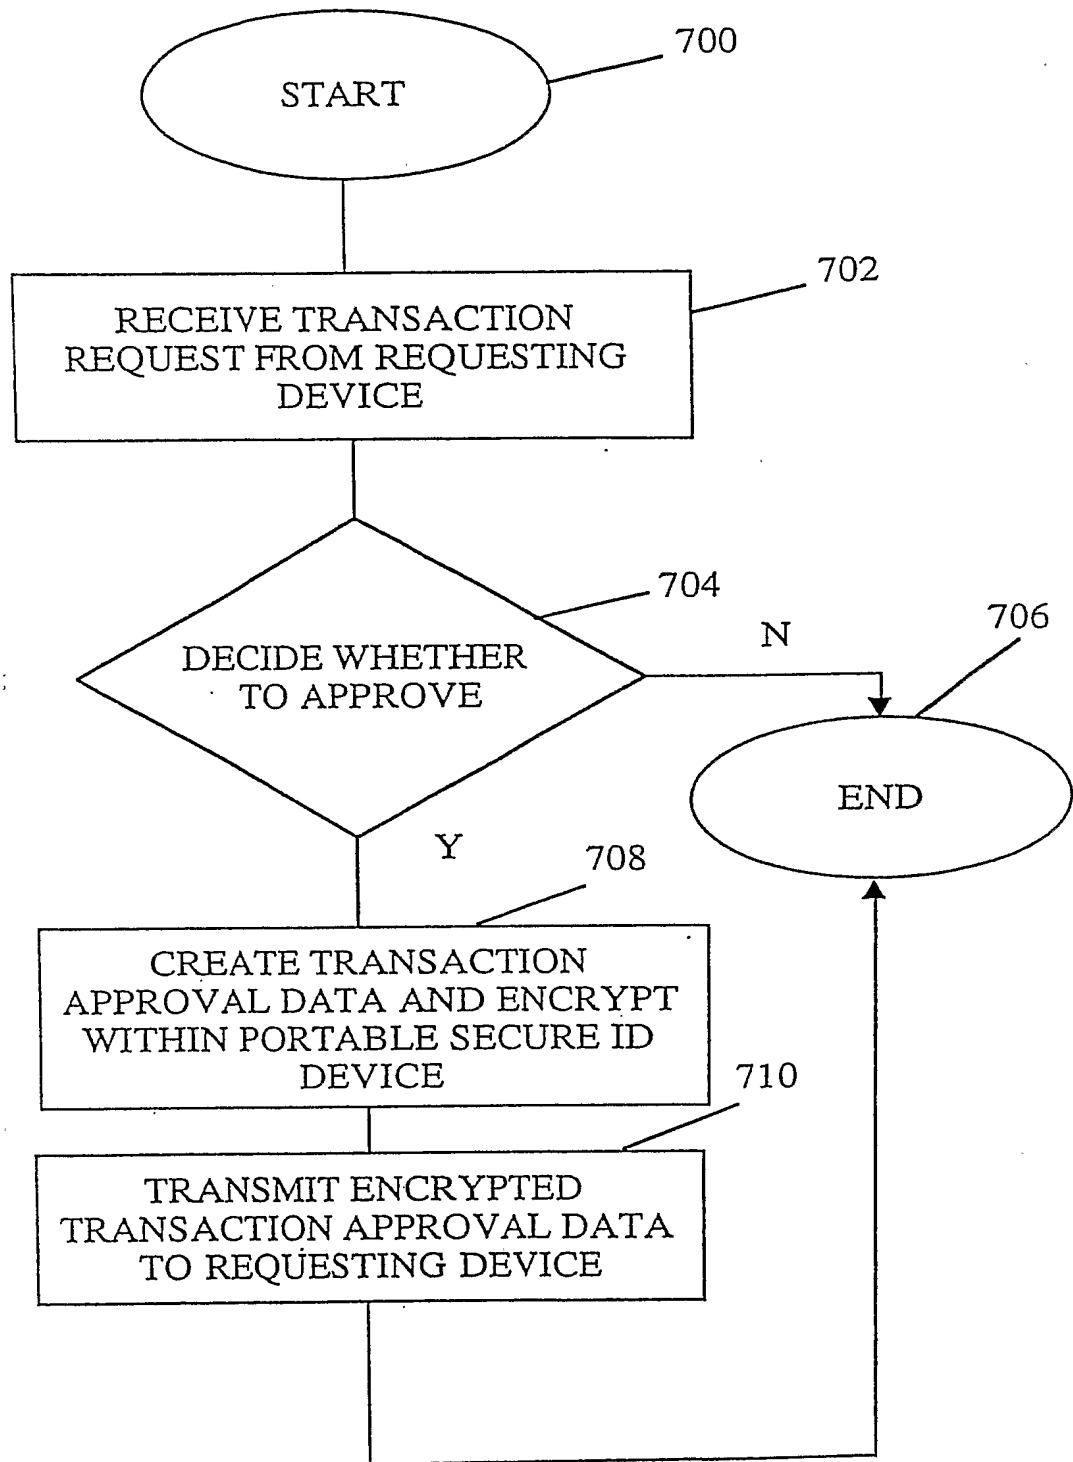 700
START
702
RECEIVE TRANSACTION
REQUEST FROM REQUESTING
DEVICE
704
DECIDE WHETHER
TO APPROVE
N
706
END
Y
708
CREATE TRANSACTION
APPROVAL DATA AND ENCRYPT
WITHIN PORTABLE SECURE ID
DEVICE
710
TRANSMIT ENCRYPTED
TRANSACTION APPROVAL DATA
TO REQUESTING DEVICE